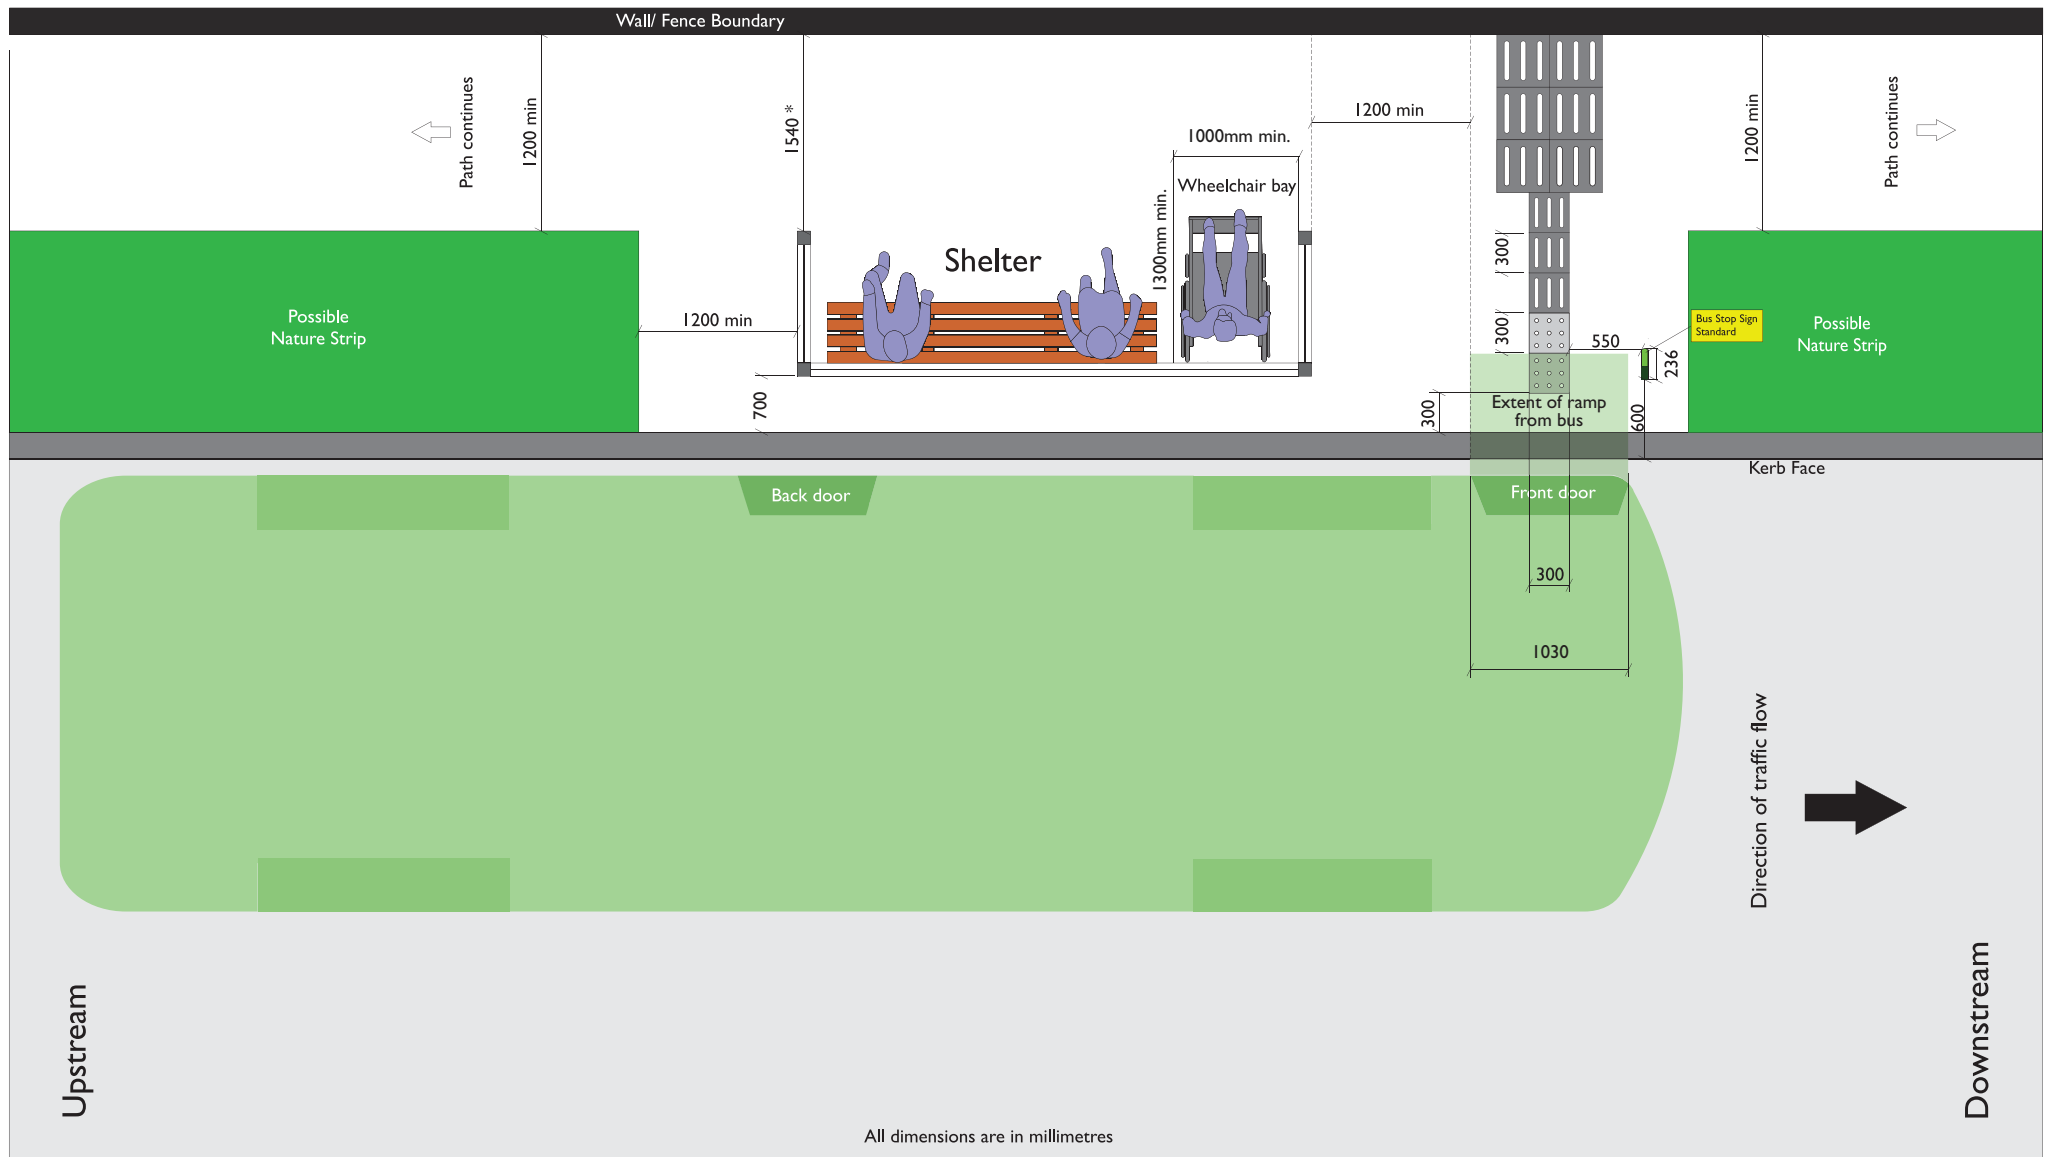 Wall/ Fence Boundary
Path continues
1200 min
1540 *
1200 min
1000mm min.
Wheelchair bay
1300mm min.
1200 min
Path continues
Shelter
Possible
Nature Strip
1200 min
700
300
300
550
236
Bus Stop Sign
Standard
Possible
Nature Strip
300
Extent of ramp
from bus
600
Kerb Face
Back door
Front door
300
1030
Direction of traffic flow
Upstream
Downstream
All dimensions are in millimetres